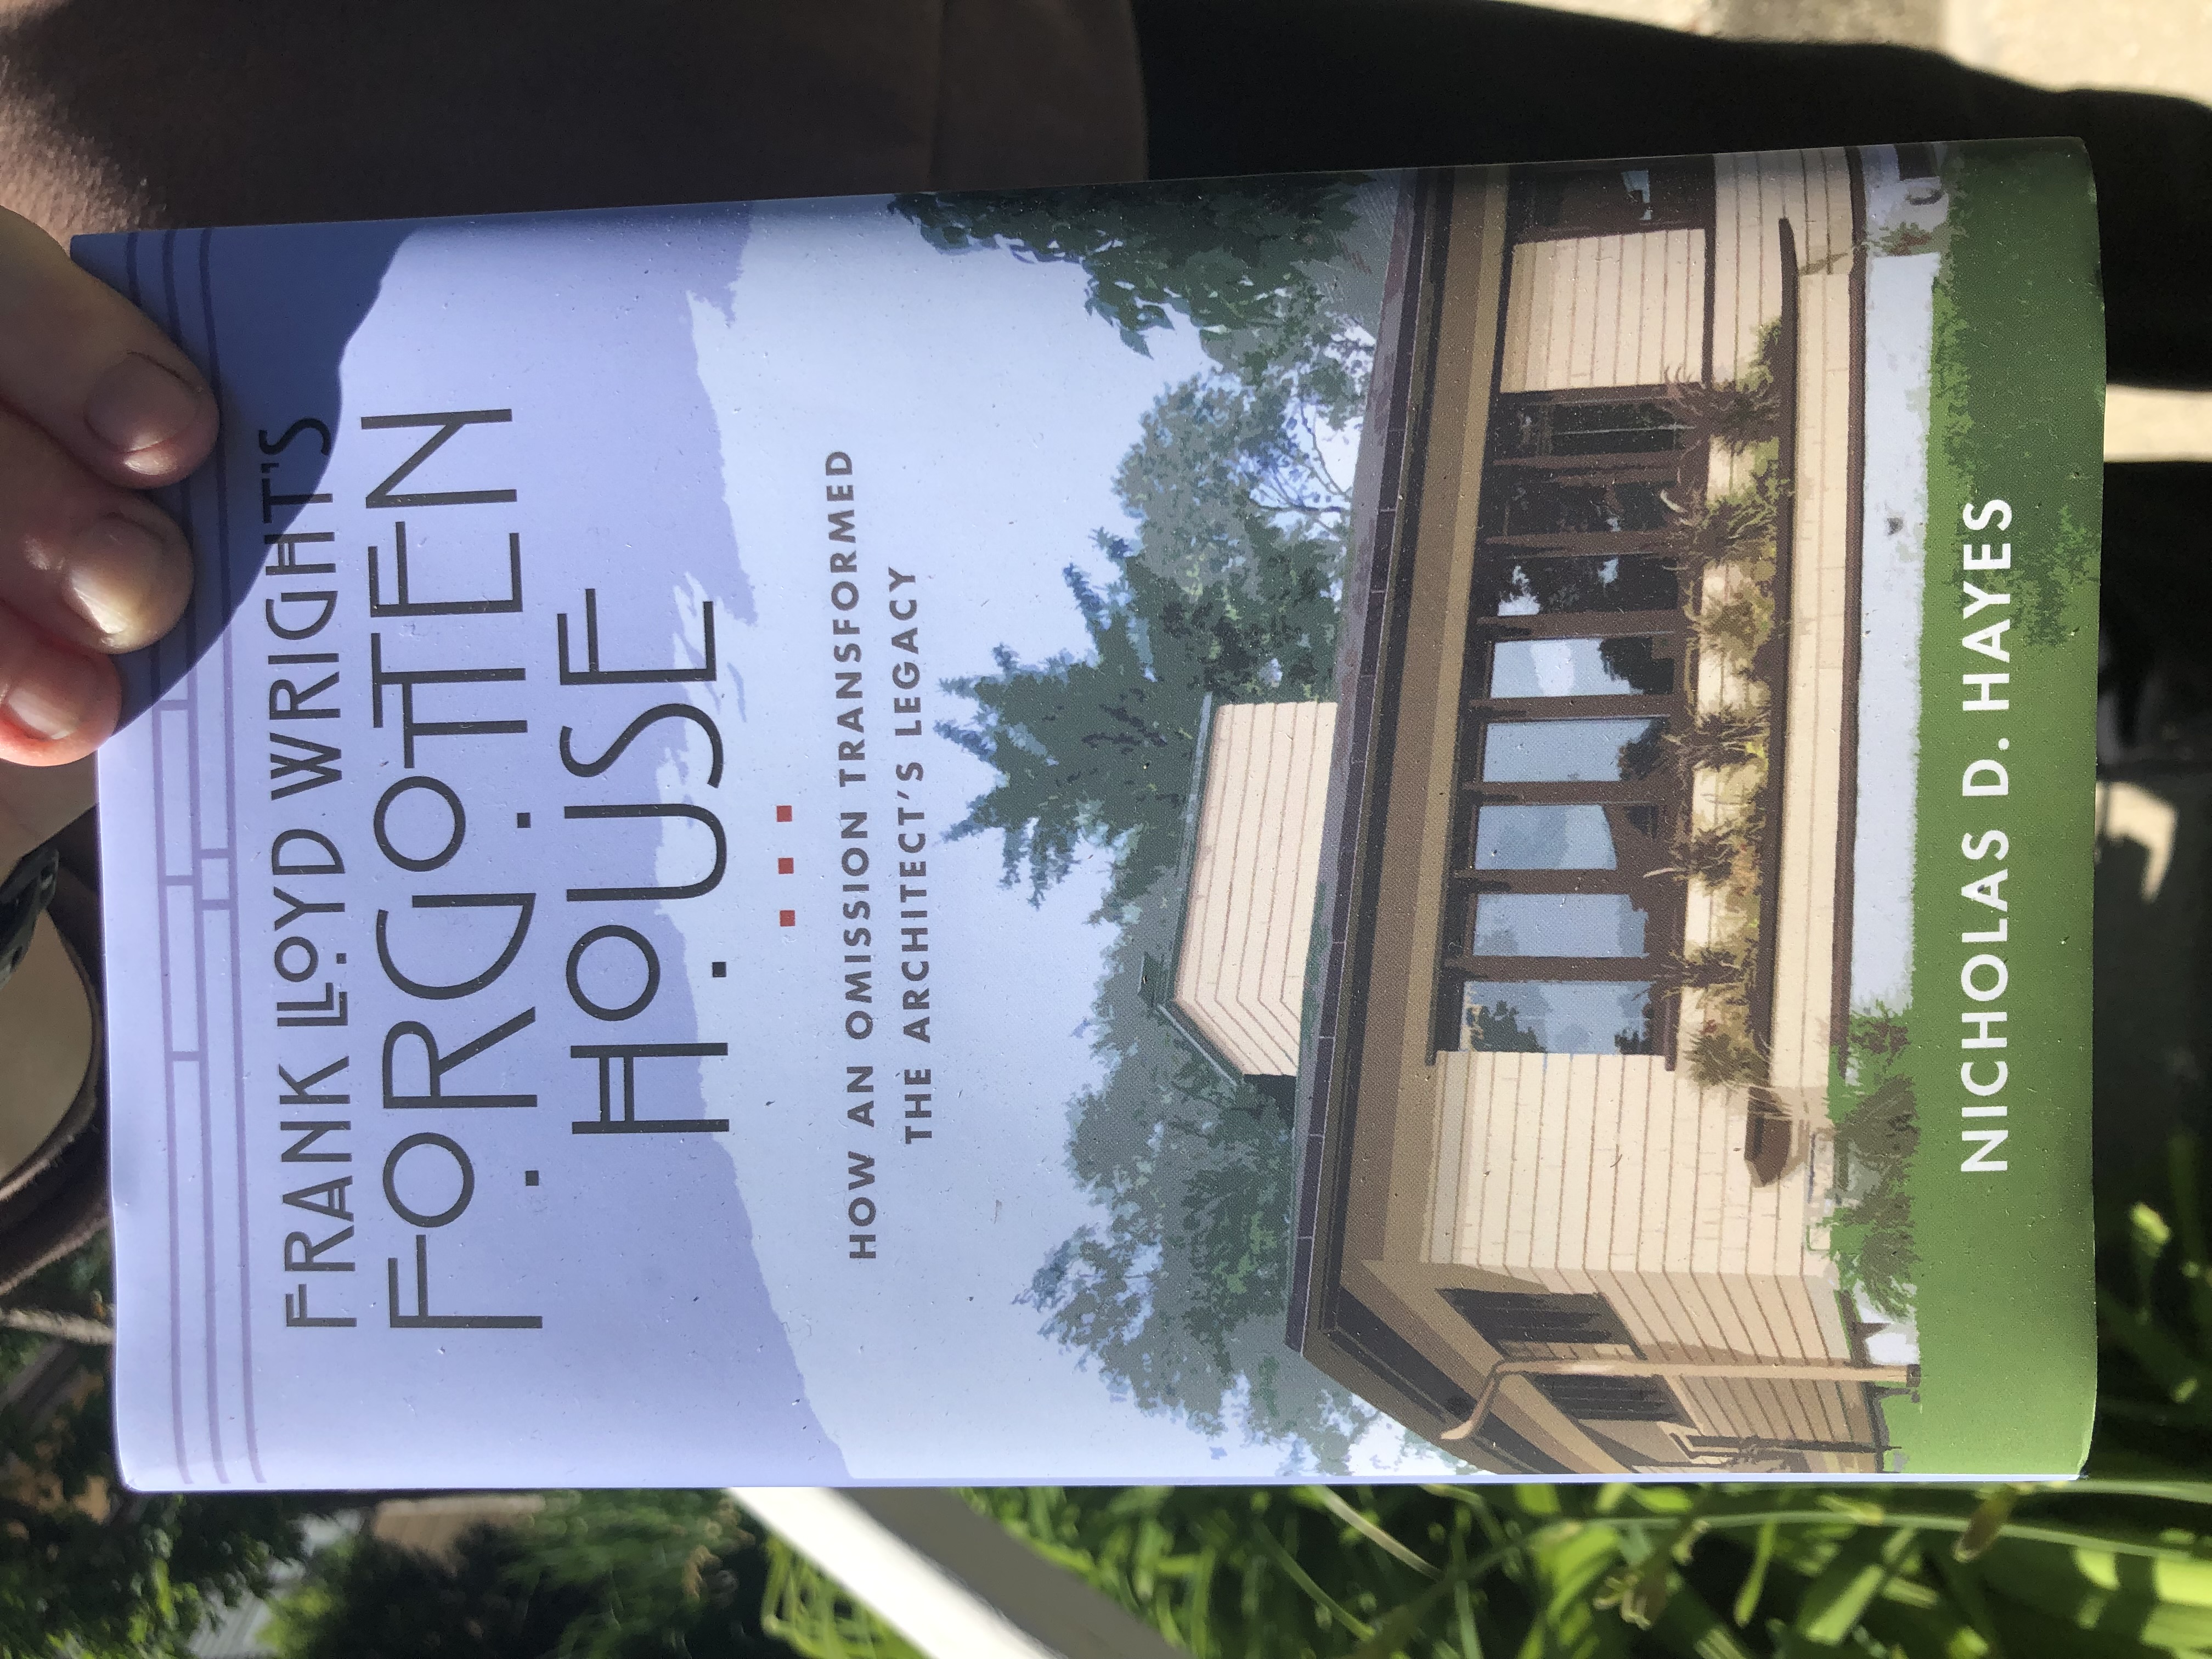 FRANK LLOYD WRIGHT'S
FORGOTTEN
HOUSE
HOW AN OMISSION TRANSFORMED
THE ARCHITECT'S LEGACY
NICHOLAS D. HAYES